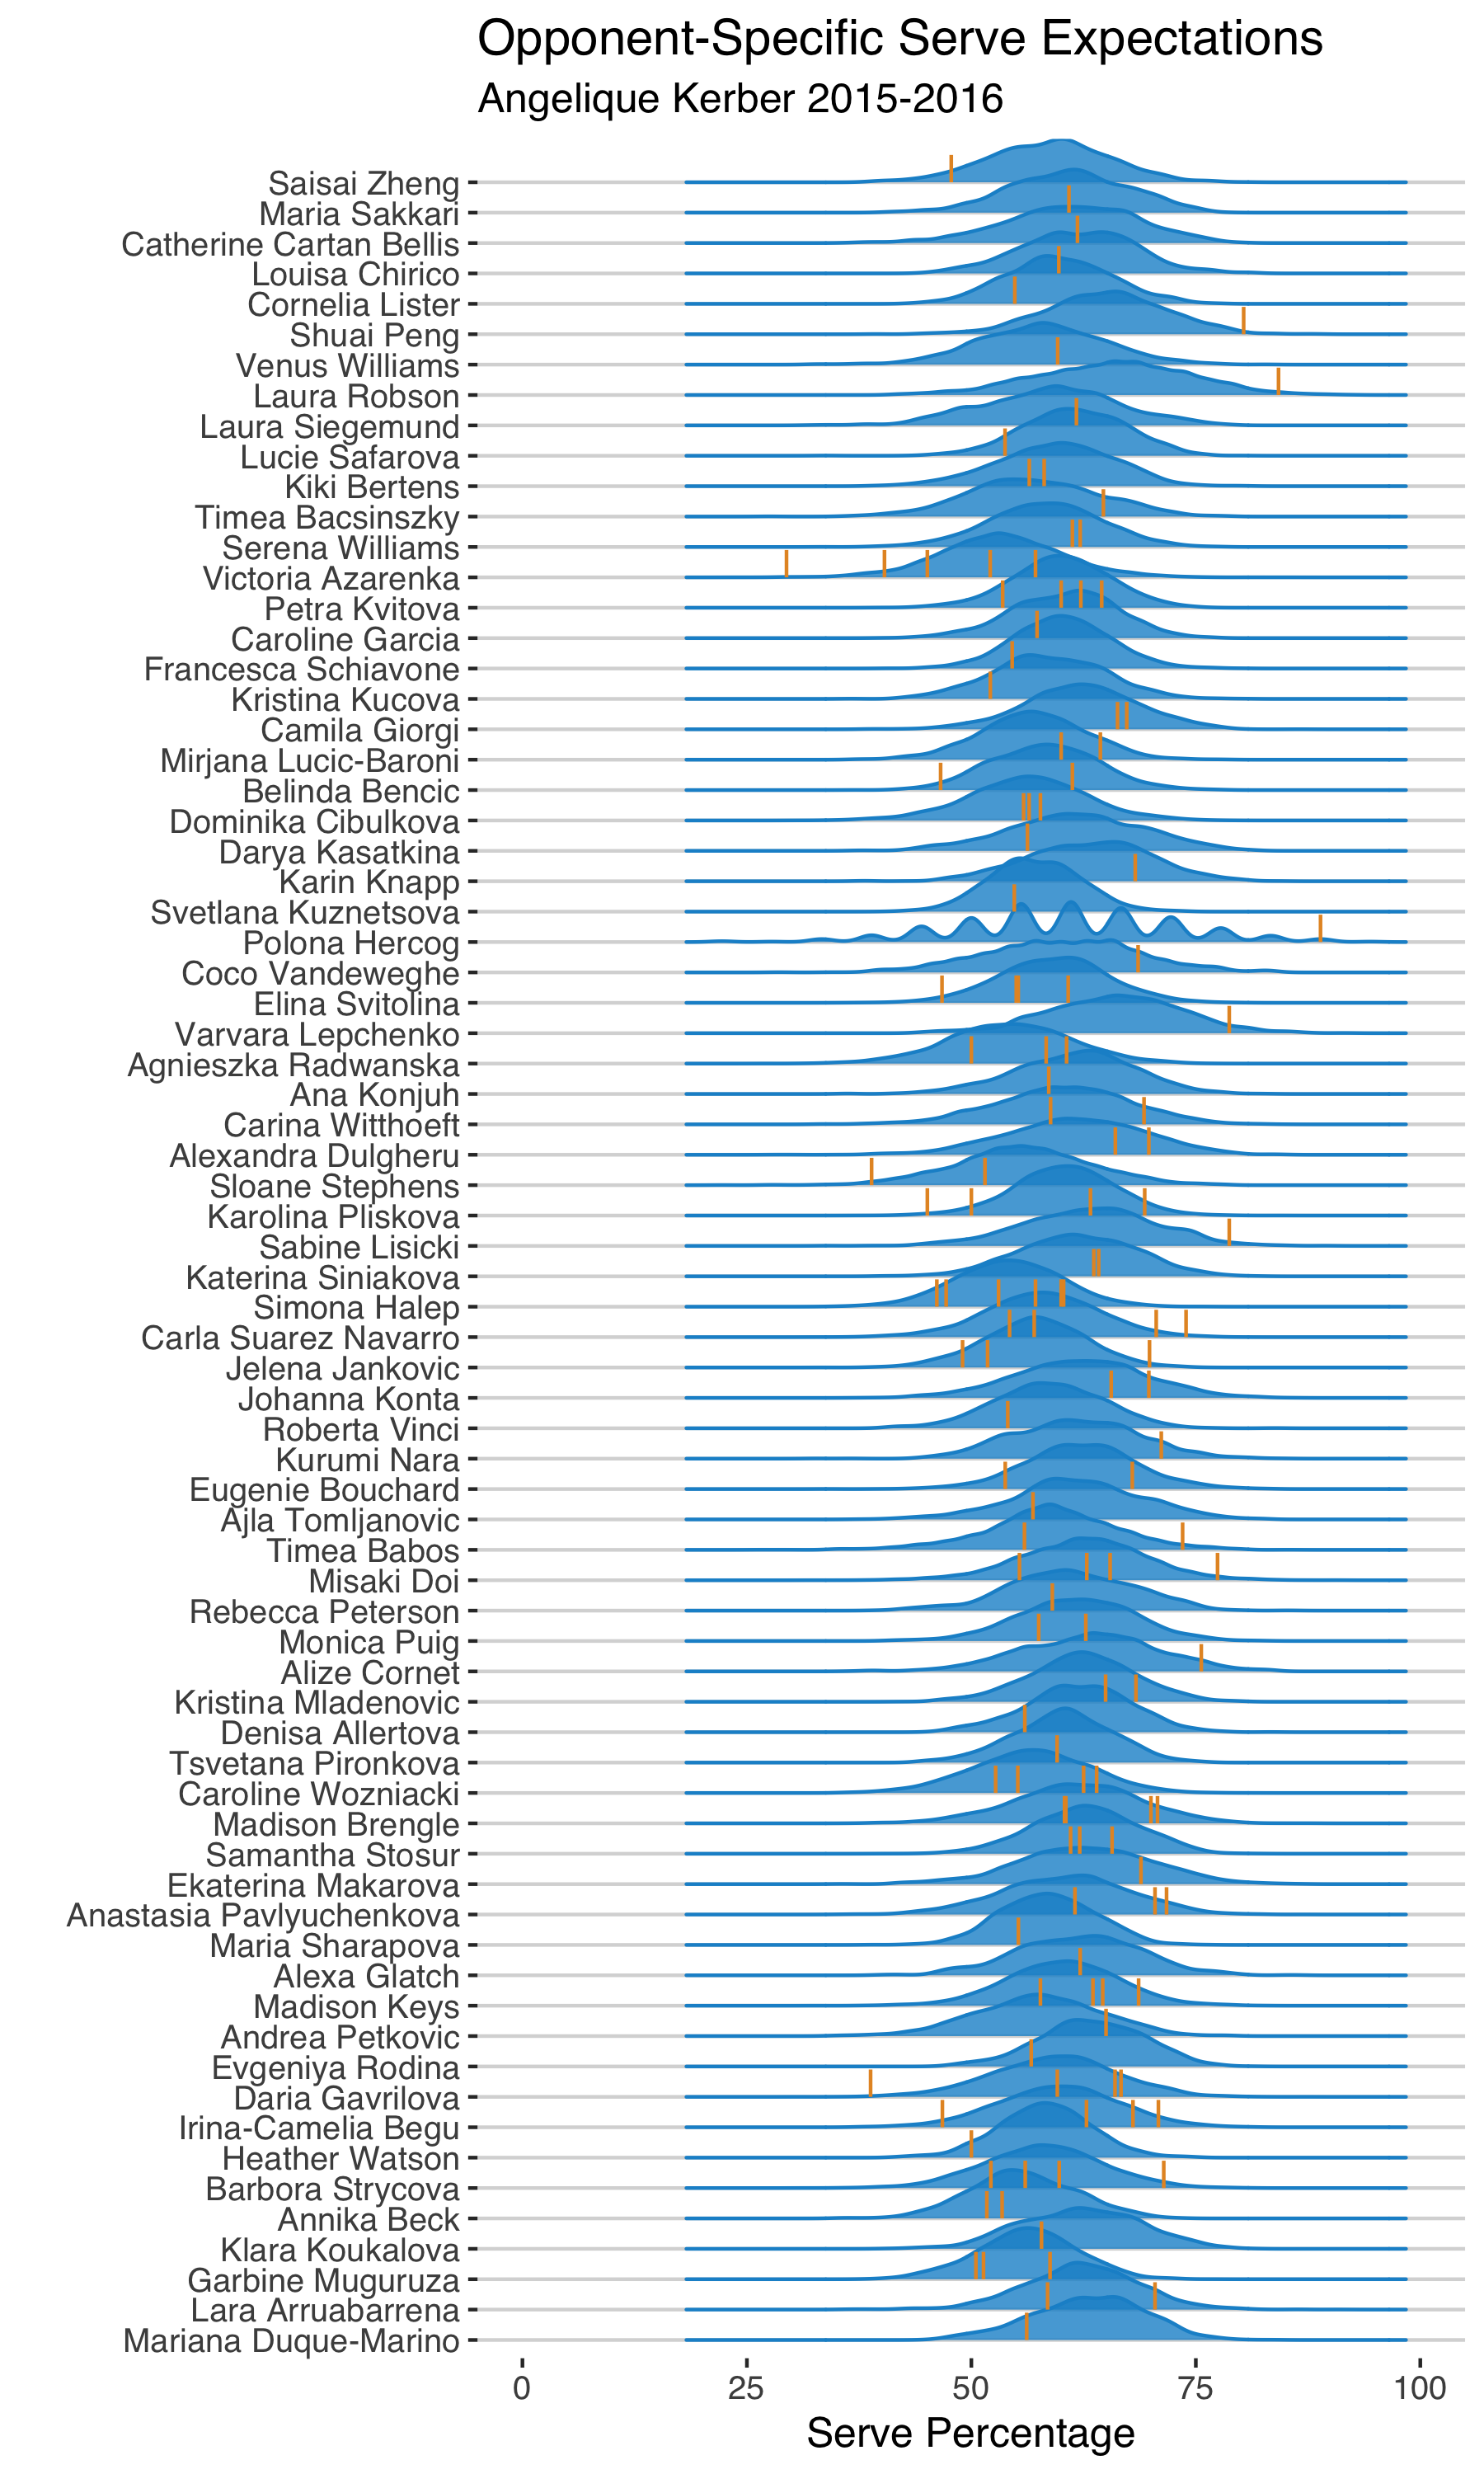 Opponent-Specific Serve Expectations
Angelique Kerber 2015-2016
Saisai Zheng
Maria Sakkari
Catherine Cartan Bellis
Louisa Chirico
Cornelia Lister
Shuai Peng
Venus Williams
Laura Robson
Laura Siegemund
Lucie Safarova
Kiki Bertens
Timea Bacsinszky
Serena Williams
Victoria Azarenka
Petra Kvitova
Caroline Garcia
Francesca Schiavone
Kristina Kucova
Camila Giorgi
Mirjana Lucic-Baroni
Belinda Bencic
Dominika Cibulkova
Darya Kasatkina
Karin Knapp
Svetlana Kuznetsova
Polona Hercog
Coco Vandeweghe
Elina Svitolina
Varvara Lepchenko
Agnieszka Radwanska
Ana Konjuh
Carina Witthoeft
Alexandra Dulgheru
Sloane Stephens
Karolina Pliskova
Sabine Lisicki
Katerina Siniakova
Simona Halep
Carla Suarez Navarro
Jelena Jankovic
Johanna Konta
Roberta Vinci
Kurumi Nara
Eugenie Bouchard
Ajla Tomljanovic
Timea Babos
Misaki Doi
Rebecca Peterson
Monica Puig
Alize Cornet
Kristina Mladenovic
Denisa Allertova
Tsvetana Pironkova
Caroline Wozniacki
Madison Brengle
Samantha Stosur
Ekaterina Makarova
Anastasia Pavlyuchenkova
Maria Sharapova
Alexa Glatch
Madison Keys
Andrea Petkovic
Evgeniya Rodina
Daria Gavrilova
Irina-Camelia Begu
Heather Watson
Barbora Strycova
Annika Beck
Klara Koukalova
Garbine Muguruza
Lara Arruabarrena
Mariana Duque-Marino
0 25 50 75 100
Serve Percentage